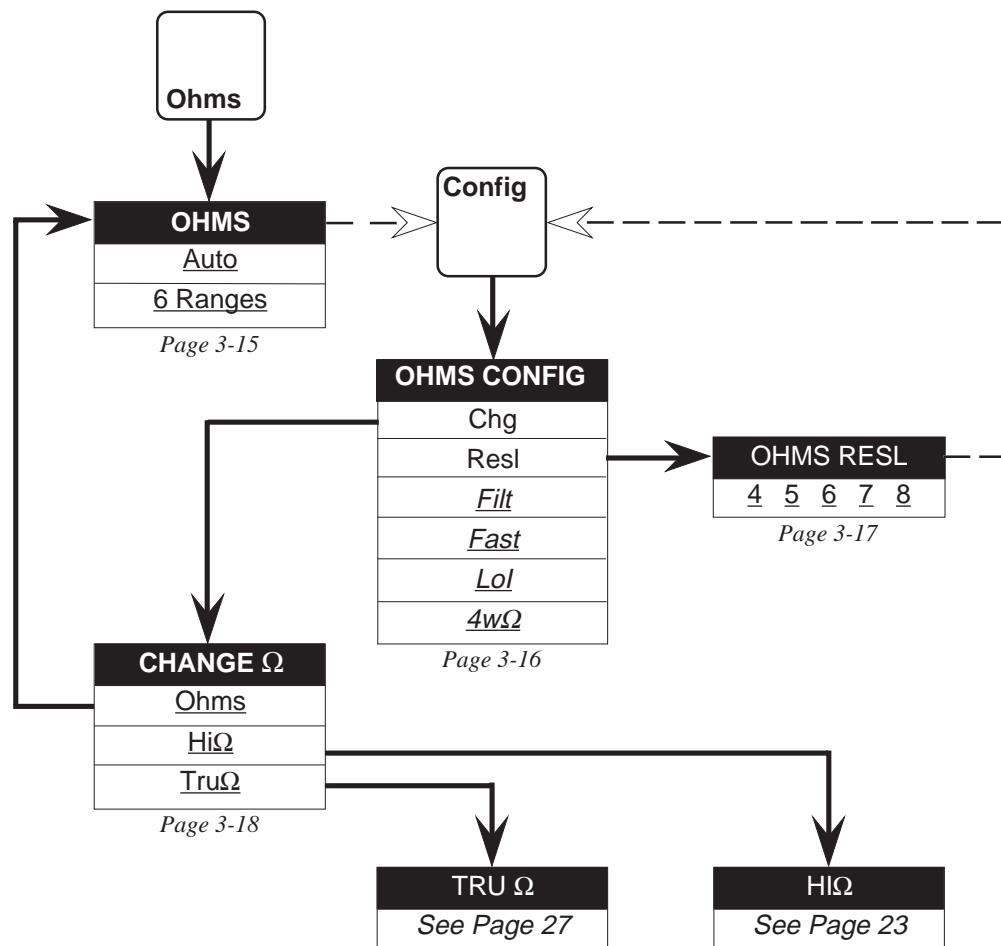 Ohms
Config
OHMS
Auto
6 Ranges
Page 3-15
OHMS CONFIG
Chg
Resl
Filt
Fast
LoI
4wΩ
Page 3-16
OHMS RESL
4 5 6 7 8
Page 3-17
CHANGE Ω
Ohms
HiΩ
TruΩ
Page 3-18
TRU Ω
See Page 27
HIΩ
See Page 23